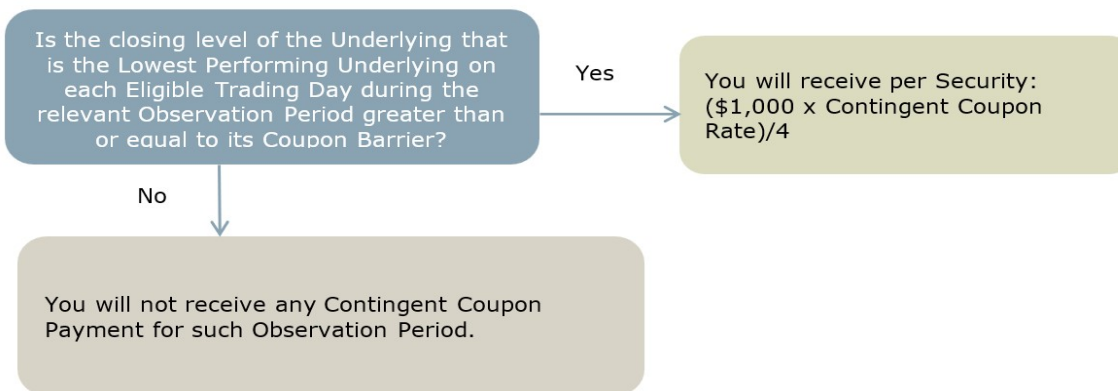 Is the closing level of the Underlying that
is the Lowest Performing Underlying on
each Eligible Trading Day during the
relevant Observation Period greater than
or equal to its Coupon Barrier?
Yes
You will receive per Security:
($1,000 x Contingent Coupon
Rate)/4
No
You will not receive any Contingent Coupon
Payment for such Observation Period.